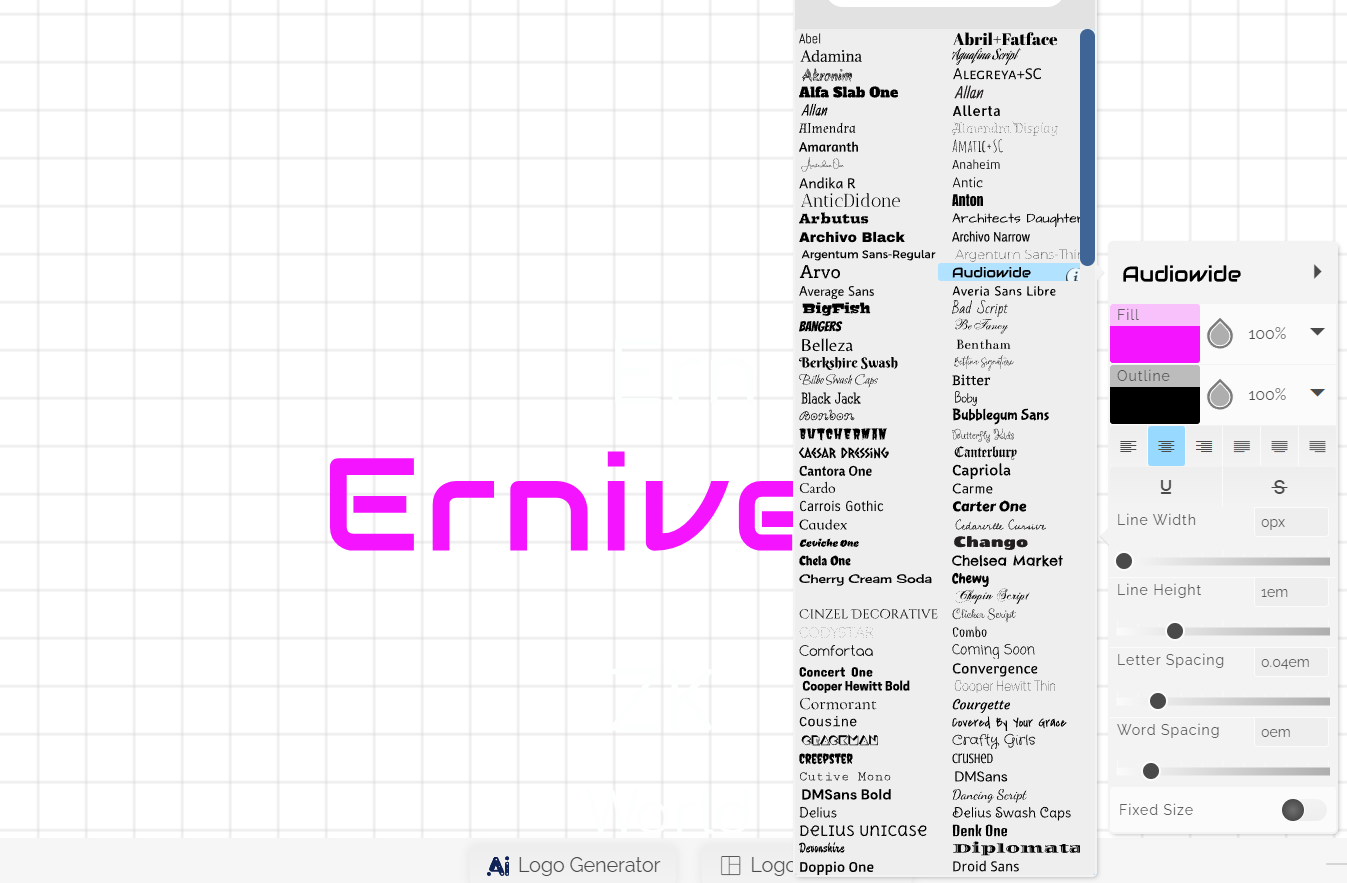 Abel Abril+Fatface
Adamina Aguafina Script
Akronim ALEGREYA+SC
Alfa Slab One Allan
Allan Allerta
Almendra Almendra Display
Amaranth AMATIC+SC
Anaheim
Andika R Antic
AnticDidone Anton
Arbutus Architects Daughter
Archivo Black Archivo Narrow
Argentum Sans-Regular Argentum Sans-Thin
Arvo Audiowide i
Average Sans Averia Sans Libre
BigFish Bad Script
BANGERS Be Fancy
Belleza Bentham
Berkshire Swash Bettina Signature
Bilbo Swash Caps Bitter
Black Jack Boby
Bonbon Bubblegum Sans
BUTCHERMAN Butterfly Kids
CAESAR DRESSING Canterbury
Cantora One Capriola
Cardo Carme
Carrois Gothic Carter One
Caudex Cedarville Cursive
Ceviche One Chango
Chela One Chelsea Market
Cherry Cream Soda Chewy
Chopin Script
CINZEL DECORATIVE Clicker Script
CODYSTAR Combo
Comfortaa Coming Soon
Concert One Convergence
Cooper Hewitt Bold Cooper Hewitt Thin
Cormorant Courgette
Cousine Covered By Your Grace
Crafty Girls
CREEPSTER CRUSHED
Cutive Mono DMSans
DMSans Bold Dancing Script
Delius Delius Swash Caps
DELIUS UNICASE Denk One
Devonshire Diplomata
Doppio One Droid Sans
Ernive
Audiowide
Fill 100%
Outline 100%
U S
Line Width 0px
Line Height 1em
Letter Spacing 0.04em
Word Spacing 0em
Fixed Size
Ai Logo Generator Logo